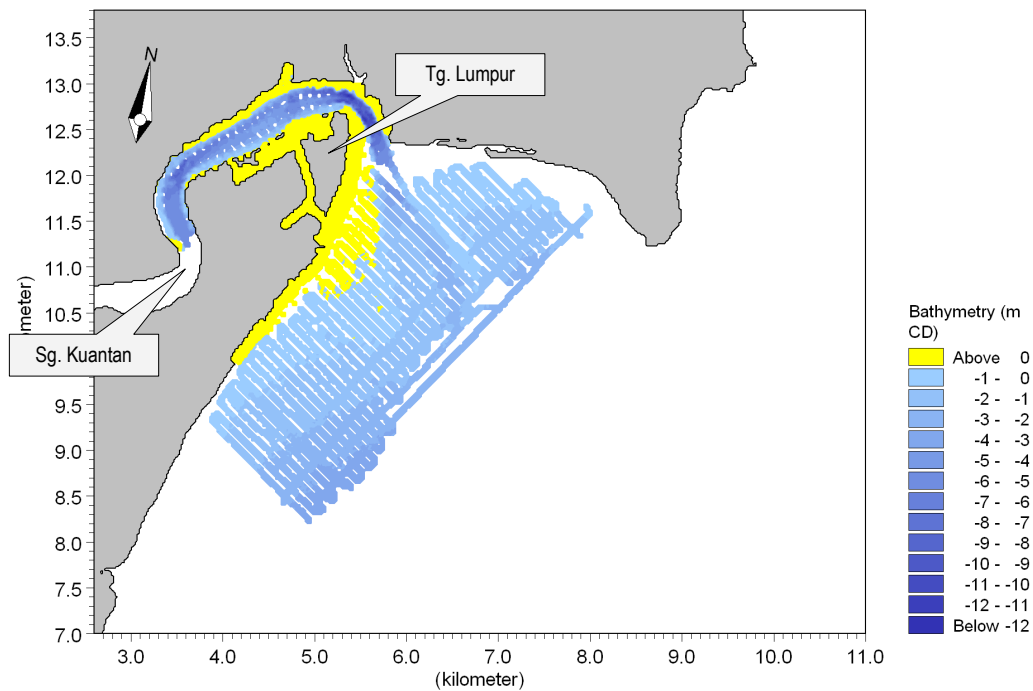 13.5
13.0
12.5
12.0
11.5
11.0
10.5
9.5
9.0
8.5
8.0
7.5
7.0
ometer)
N
Tg. Lumpur
Sg. Kuantan
3.0 4.0 5.0 6.0 7.0 8.0 9.0 10.0 11.0
(kilometer)
Bathymetry (m
CD)
Above 0
-1 - 0
-2 - -1
-3 - -2
-4 - -3
-5 - -4
-6 - -5
-7 - -6
-8 - -7
-9 - -8
-10 - -9
-11 - -10
-12 - -11
Below -12